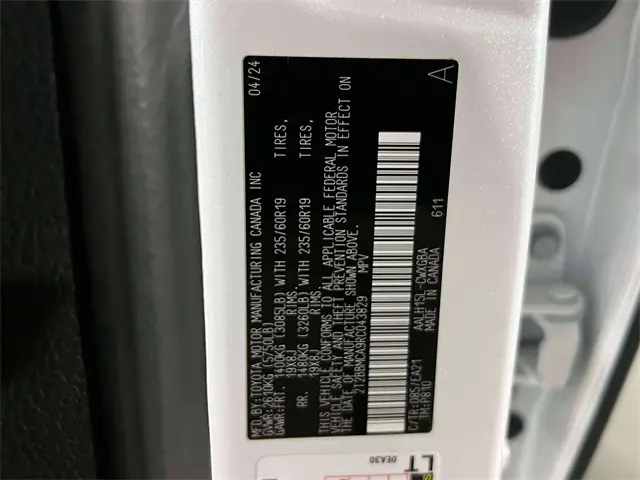 MFD.BY:TOYOTA MOTOR MANUFACTURING CANADA INC 04/24
GVWR:2610KG (5750LB)
GAWR:FRT. 1400KG (3085LB) WITH 235/60R19 TIRES,
19X8J RIMS,
RR. 1480KG (3260LB) WITH 235/60R19 TIRES,
19X8J RIMS.
THIS VEHICLE CONFORMS TO ALL APPLICABLE FEDERAL MOTOR
VEHICLE SAFETY AND THEFT PREVENTION STANDARDS IN EFFECT ON
THE DATE OF MANUFACTURE SHOWN ABOVE.
2T2BBMCA9RC043829 MPV
A
C/TR:085/EA21 AALH15L-CWXGBA 611
TM:P810 MADE IN CANADA
LT
0EA30